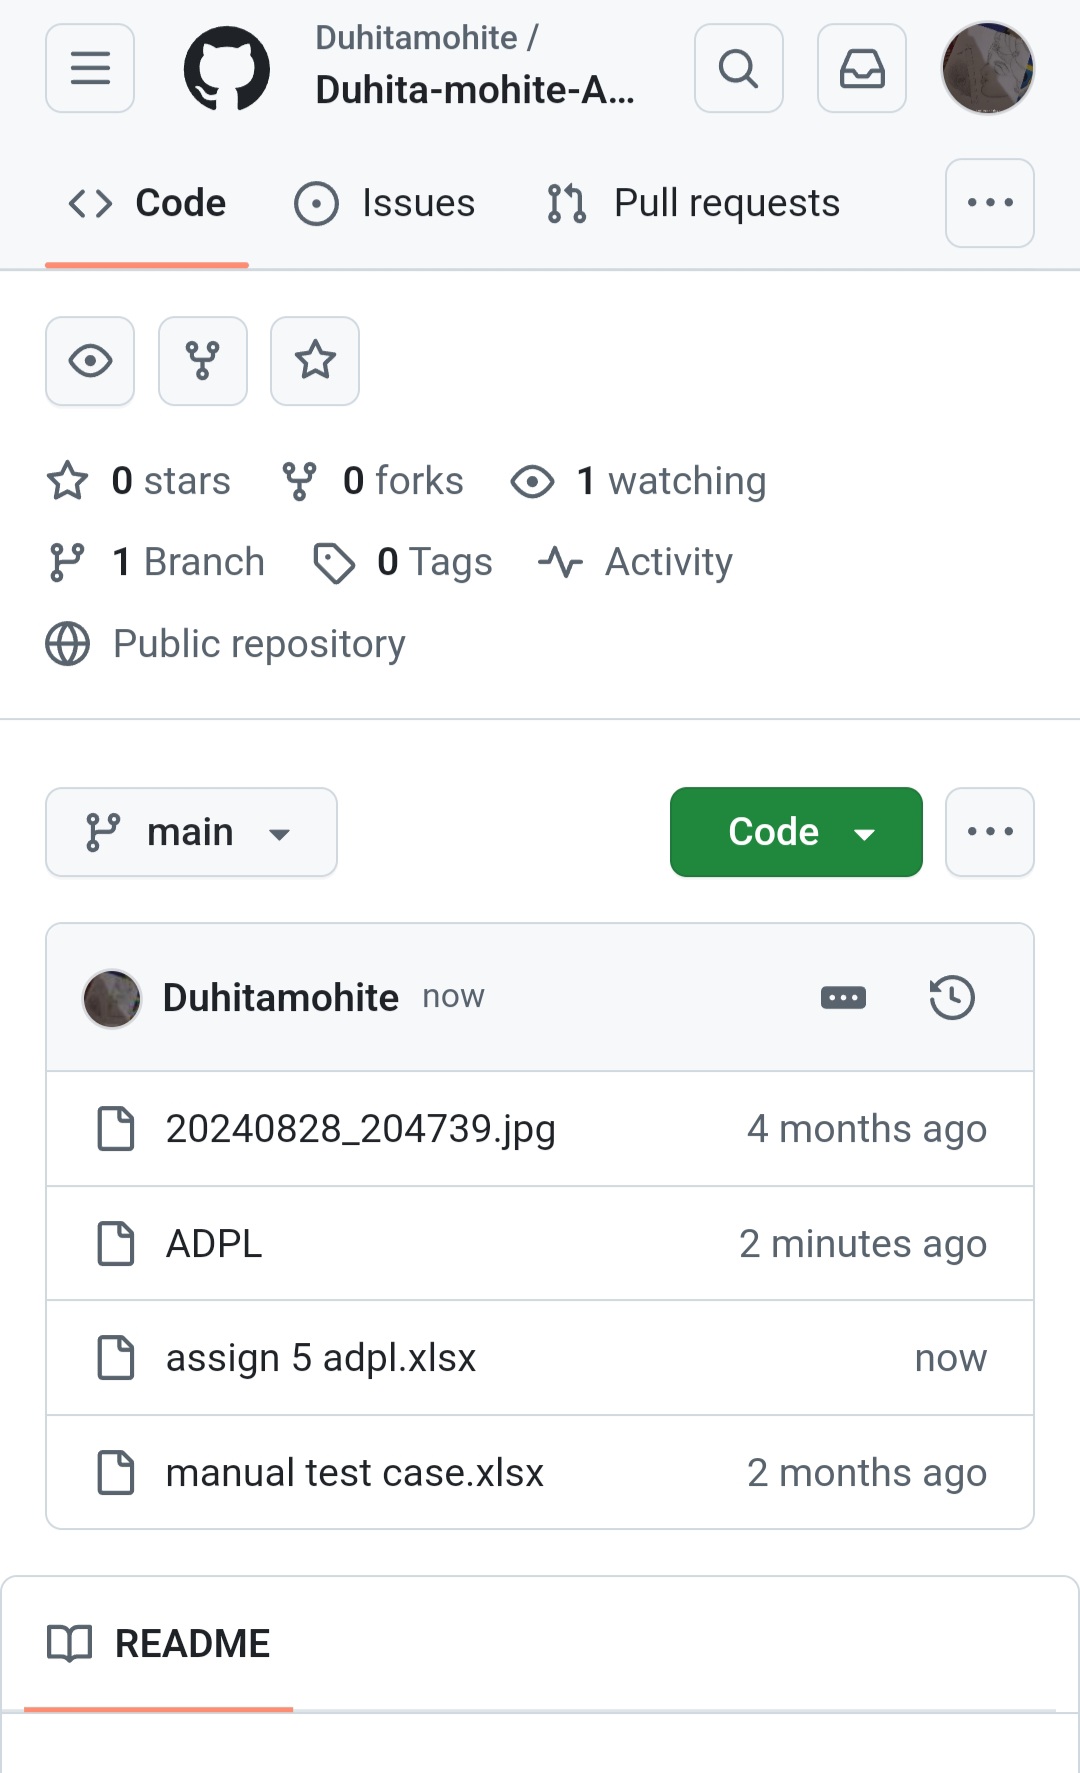 Duhitamohite /
Duhita-mohite-A...
Code Issues Pull requests
0 stars 0 forks 1 watching
1 Branch 0 Tags Activity
Public repository
main Code
Duhitamohite now
20240828_204739.jpg 4 months ago
ADPL 2 minutes ago
assign 5 adpl.xlsx now
manual test case.xlsx 2 months ago
README